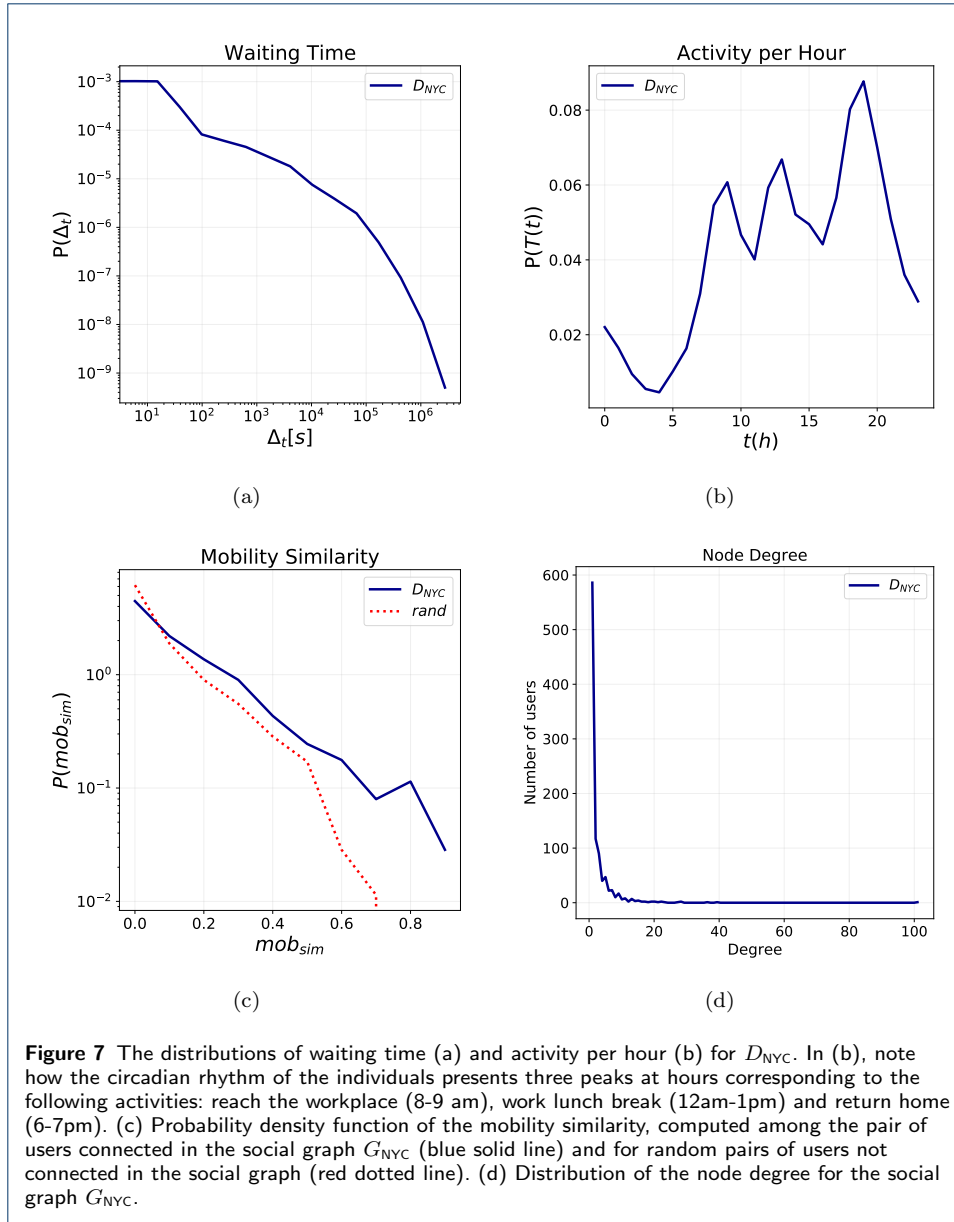 Waiting Time
D_NYC
10^-3
10^-4
10^-5
10^-6
10^-7
10^-8
10^-9
P(Δ_t)
10^1 10^2 10^3 10^4 10^5 10^6
Δ_t[s]
(a)
Activity per Hour
D_NYC
0.08
0.06
0.04
0.02
P(T(t))
0 5 10 15 20
t(h)
(b)
Mobility Similarity
D_NYC
rand
10^0
10^-1
10^-2
P(mob_sim)
0.0 0.2 0.4 0.6 0.8
mob_sim
(c)
Node Degree
D_NYC
600
500
400
300
200
100
0
Number of users
0 20 40 60 80 100
Degree
(d)
Figure 7 The distributions of waiting time (a) and activity per hour (b) for D_NYC. In (b), note
how the circadian rhythm of the individuals presents three peaks at hours corresponding to the
following activities: reach the workplace (8-9 am), work lunch break (12am-1pm) and return home
(6-7pm). (c) Probability density function of the mobility similarity, computed among the pair of
users connected in the social graph G_NYC (blue solid line) and for random pairs of users not
connected in the social graph (red dotted line). (d) Distribution of the node degree for the social
graph G_NYC.